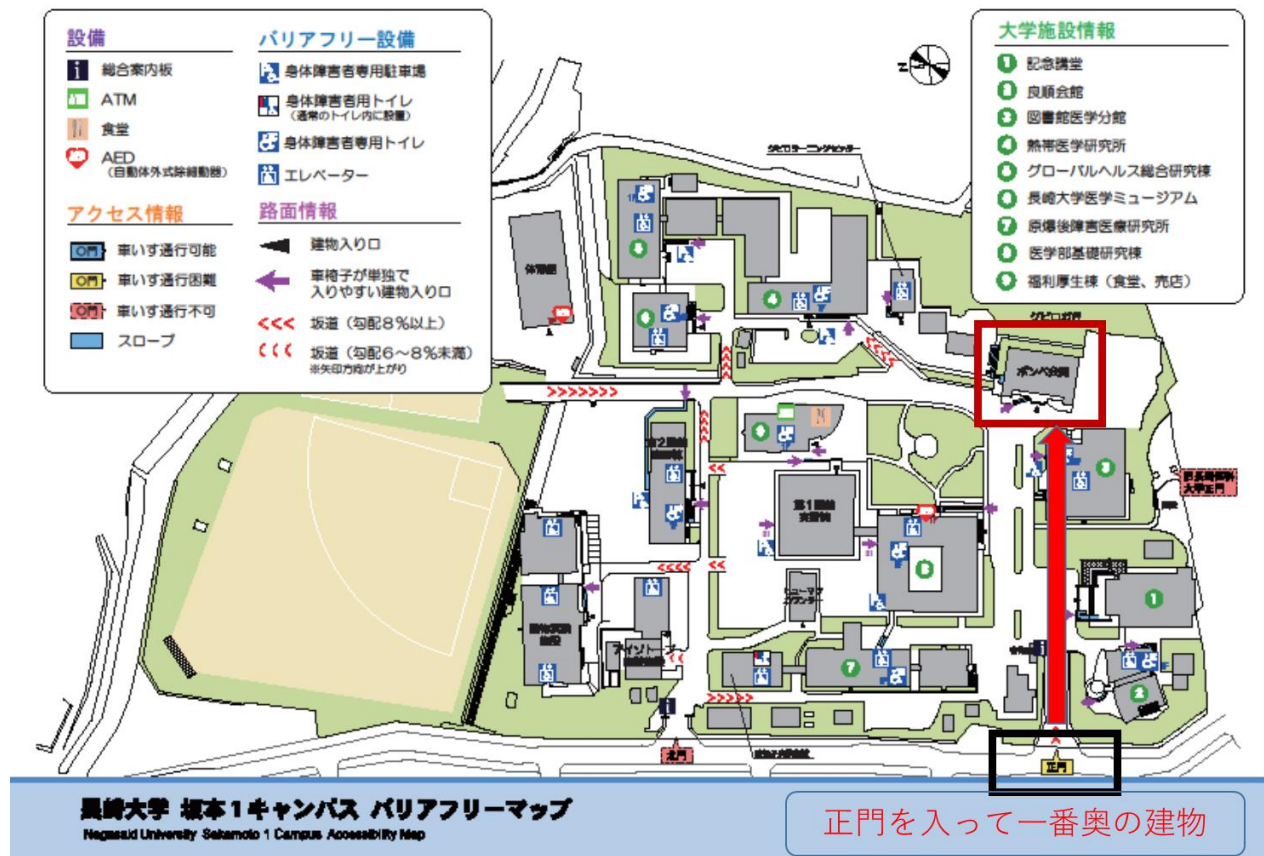 設備
総合案内板
ATM
食堂
AED
(自動体外式除細動器)
アクセス情報
車いす通行可能
車いす通行困難
車いす通行不可
スロープ
バリアフリー設備
身体障害者専用駐車場
身体障害者用トイレ
(通常のトイレ内に設置)
身体障害者専用トイレ
エレベーター
路面情報
建物入り口
車椅子が単独で
入りやすい建物入り口
坂道(勾配8%以上)
坂道(勾配6~8%未満)
※矢印方向が上がり
大学施設情報
1 記念講堂
2 良順会館
3 図書館医学分館
4 熱帯医学研究所
グローバルヘルス総合研究棟
長崎大学医学ミュージアム
7 原爆後障害医療研究所
医学部基礎研究棟
福利厚生棟(食堂、売店)
N
体育館
ポンペ会館
4
3
1
2
7
北門
正門
長崎大学 坂本1キャンパス バリアフリーマップ
Nagasaki University Sakamoto 1 Campus Accessibility Map
正門を入って一番奥の建物